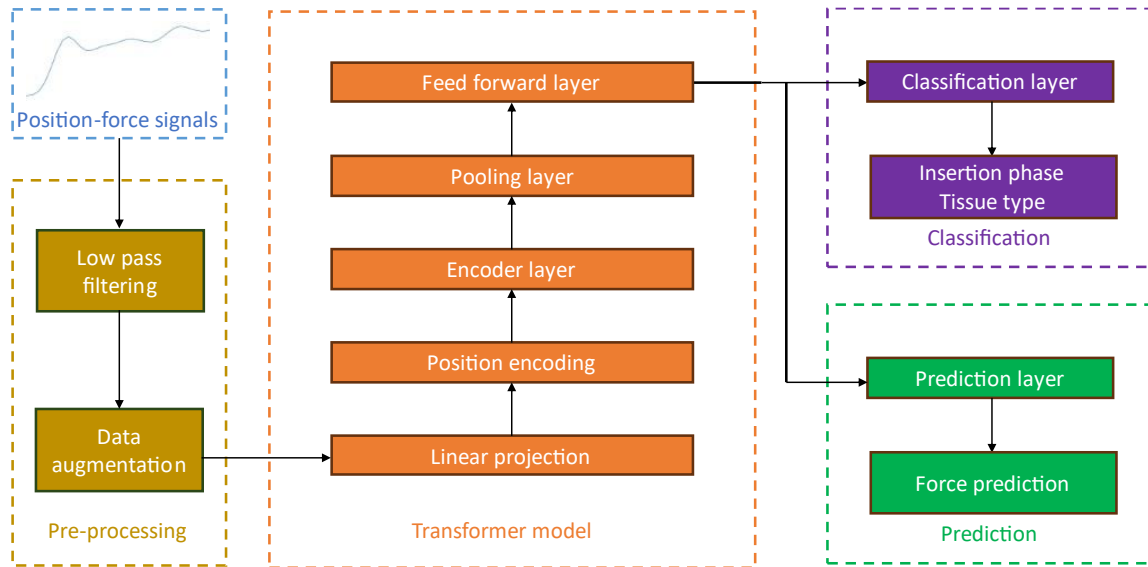 Position-force signals
Low pass
filtering
Data
augmentation
Pre-processing
Feed forward layer
Pooling layer
Encoder layer
Position encoding
Linear projection
Transformer model
Classification layer
Insertion phase
Tissue type
Classification
Prediction layer
Force prediction
Prediction